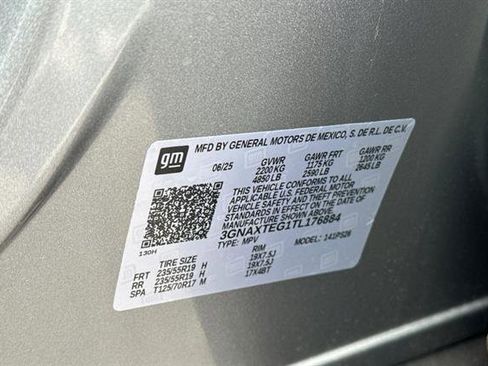 gm
MFD BY GENERAL MOTORS DE MEXICO, S. DE R.L. DE C.V.
06/25 GVWR GAWR FRT GAWR RR
2200 KG 1175 KG 1200 KG
4850 LB 2590 LB 2645 LB
THIS VEHICLE CONFORMS TO ALL
APPLICABLE U.S. FEDERAL MOTOR
VEHICLE SAFETY AND THEFT PREVENTION
STANDARDS IN EFFECT ON THE DATE OF
MANUFACTURE SHOWN ABOVE.
3GNAXTEG1TL176884
TYPE: MPV MODEL: 141PS26
130H
TIRE SIZE RIM
FRT 235/55R19 H 19X7.5J
RR 235/55R19 H 19X7.5J
SPA T125/70R17 M 17X4BT